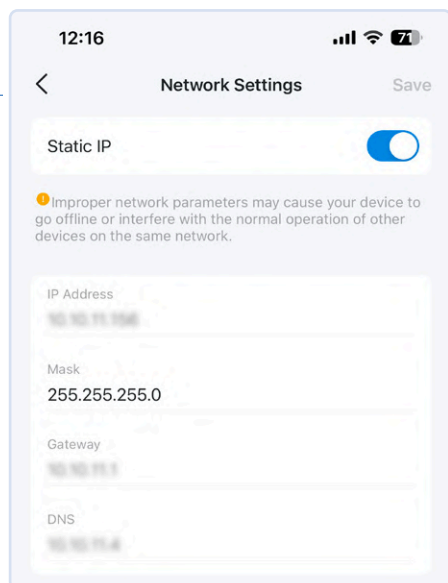 12:16
71
Network Settings
Save
Static IP
Improper network parameters may cause your device to
go offline or interfere with the normal operation of other
devices on the same network.
IP Address
Mask
255.255.255.0
Gateway
DNS